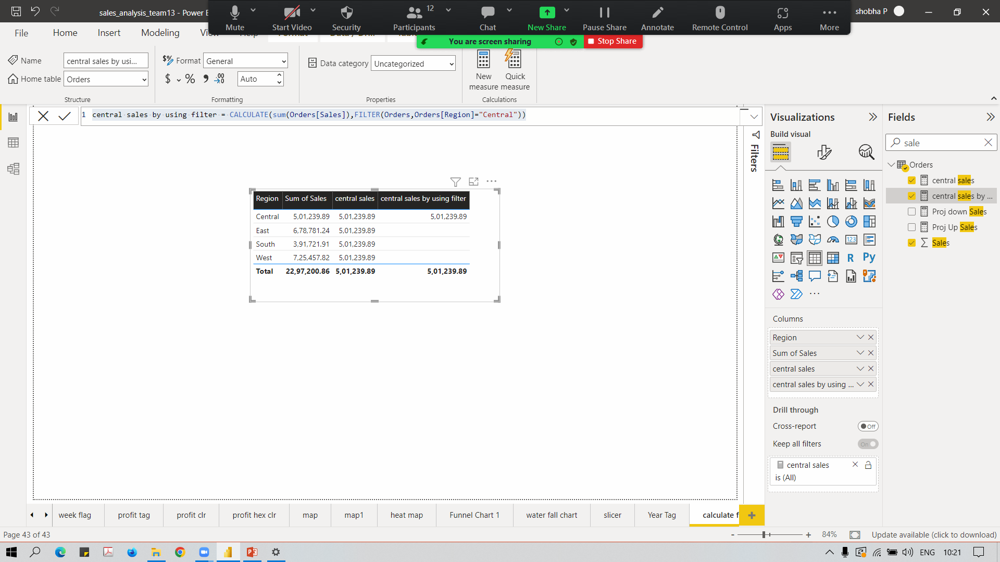 sales_analysis_team13 - Power B
Mute
Start Video
Security
Participants
12
Chat
New Share
Pause Share
Annotate
Remote Control
Apps
More
shobha P
You are screen sharing
Stop Share
File
Home
Insert
Modeling
View
Help
Name
central sales by usi...
Home table
Orders
Structure
Format
General
$
%
Auto
Formatting
Data category
Uncategorized
Properties
New measure
Quick measure
Calculations
1 central sales by using filter = CALCULATE(sum(Orders[Sales]),FILTER(Orders,Orders[Region]="Central"))
Region Sum of Sales central sales central sales by using filter
Central 5,01,239.89 5,01,239.89 5,01,239.89
East 6,78,781.24 5,01,239.89
South 3,91,721.91 5,01,239.89
West 7,25,457.82 5,01,239.89
Total 22,97,200.86 5,01,239.89 5,01,239.89
Filters
Visualizations
Build visual
123
R
Py
Columns
Region
Sum of Sales
central sales
central sales by using ...
Drill through
Cross-report
Off
Keep all filters
On
central sales
is (All)
Fields
sale
Orders
central sales
central sales by ...
Proj down Sales
Proj Up Sales
Sales
week flag
profit tag
profit clr
profit hex clr
map
map1
heat map
Funnel Chart 1
water fall chart
slicer
Year Tag
calculate f
Page 43 of 43
84%
Update available (click to download)
ENG
10:21